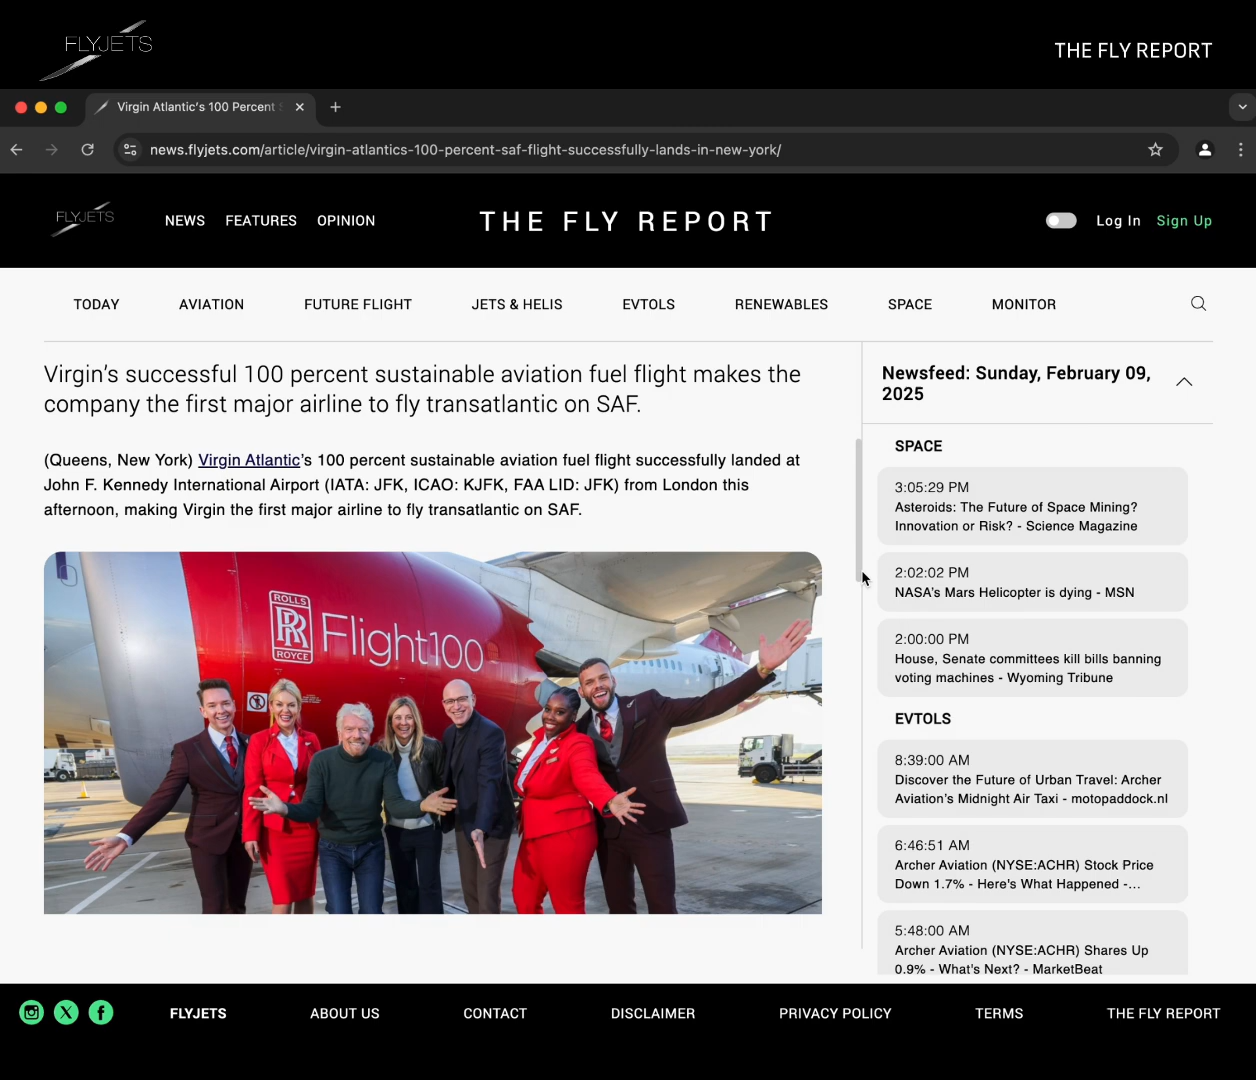 FLYJETS
THE FLY REPORT
Virgin Atlantic's 100 Percent S
news.flyjets.com/article/virgin-atlantics-100-percent-saf-flight-successfully-lands-in-new-york/
FLYJETS
NEWS
FEATURES
OPINION
THE FLY REPORT
Log In
Sign Up
TODAY
AVIATION
FUTURE FLIGHT
JETS & HELIS
EVTOLS
RENEWABLES
SPACE
MONITOR
Virgin's successful 100 percent sustainable aviation fuel flight makes the
company the first major airline to fly transatlantic on SAF.
(Queens, New York) Virgin Atlantic's 100 percent sustainable aviation fuel flight successfully landed at
John F. Kennedy International Airport (IATA: JFK, ICAO: KJFK, FAA LID: JFK) from London this
afternoon, making Virgin the first major airline to fly transatlantic on SAF.
ROLLS
RR
ROYCE
Flight100
Newsfeed: Sunday, February 09,
2025
SPACE
3:05:29 PM
Asteroids: The Future of Space Mining?
Innovation or Risk? - Science Magazine
2:02:02 PM
NASA's Mars Helicopter is dying - MSN
2:00:00 PM
House, Senate committees kill bills banning
voting machines - Wyoming Tribune
EVTOLS
8:39:00 AM
Discover the Future of Urban Travel: Archer
Aviation's Midnight Air Taxi - motopaddock.nl
6:46:51 AM
Archer Aviation (NYSE:ACHR) Stock Price
Down 1.7% - Here's What Happened -...
5:48:00 AM
Archer Aviation (NYSE:ACHR) Shares Up
0.9% - What's Next? - MarketBeat
FLYJETS
ABOUT US
CONTACT
DISCLAIMER
PRIVACY POLICY
TERMS
THE FLY REPORT